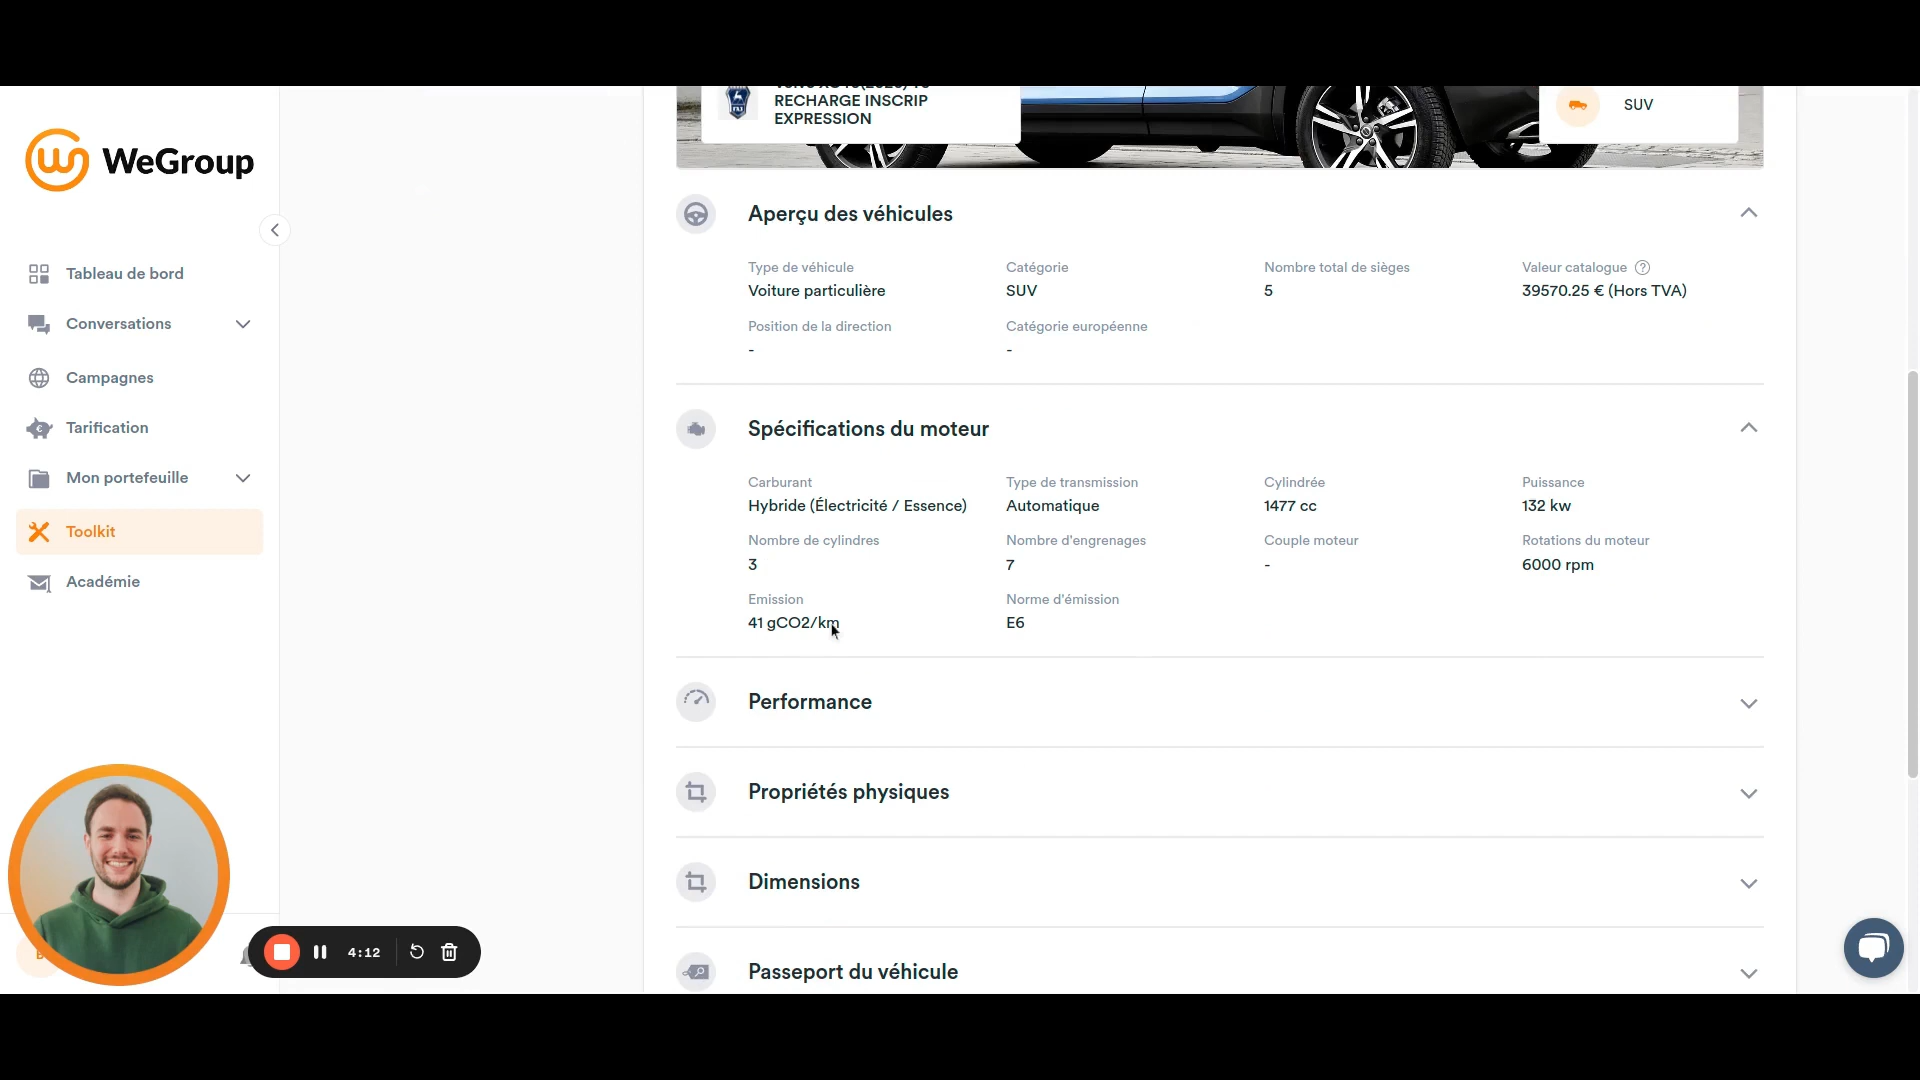 WeGroup
Tableau de bord
Conversations
Campagnes
Tarification
Mon portefeuille
Toolkit
Académie
4:12
RECHARGE INSCRIP
EXPRESSION
SUV
Aperçu des véhicules
Type de véhicule
Voiture particulière
Catégorie
SUV
Nombre total de sièges
5
Valeur catalogue ?
39570.25 € (Hors TVA)
Position de la direction
-
Catégorie européenne
-
Spécifications du moteur
Carburant
Hybride (Électricité / Essence)
Type de transmission
Automatique
Cylindrée
1477 cc
Puissance
132 kw
Nombre de cylindres
3
Nombre d'engrenages
7
Couple moteur
-
Rotations du moteur
6000 rpm
Emission
41 gCO2/km
Norme d'émission
E6
Performance
Propriétés physiques
Dimensions
Passeport du véhicule